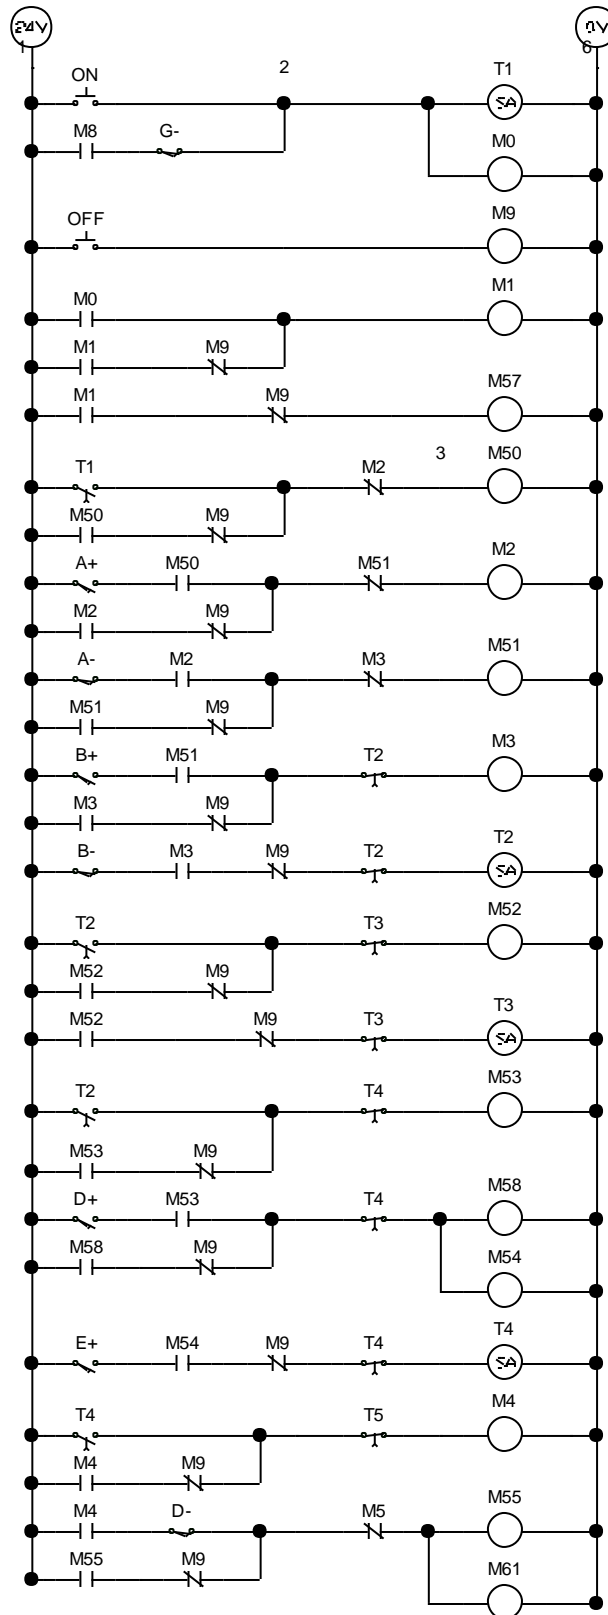 24V 0V
1 6
ON 2 T1
5A
M8 G- M0
OFF M9
M0 M1
M1 M9
M1 M9 M57
T1 M2 3 M50
M50 M9
A+ M50 M51 M2
M2 M9
A- M2 M3 M51
M51 M9
B+ M51 T2 M3
M3 M9
B- M3 M9 T2 T2
5A
T2 T3 M52
M52 M9
M52 M9 T3 T3
5A
T2 T4 M53
M53 M9
D+ M53 T4 M58
M58 M9 M54
E+ M54 M9 T4 T4
5A
T4 T5 M4
M4 M9
M4 D- M5 M55
M55 M9 M61